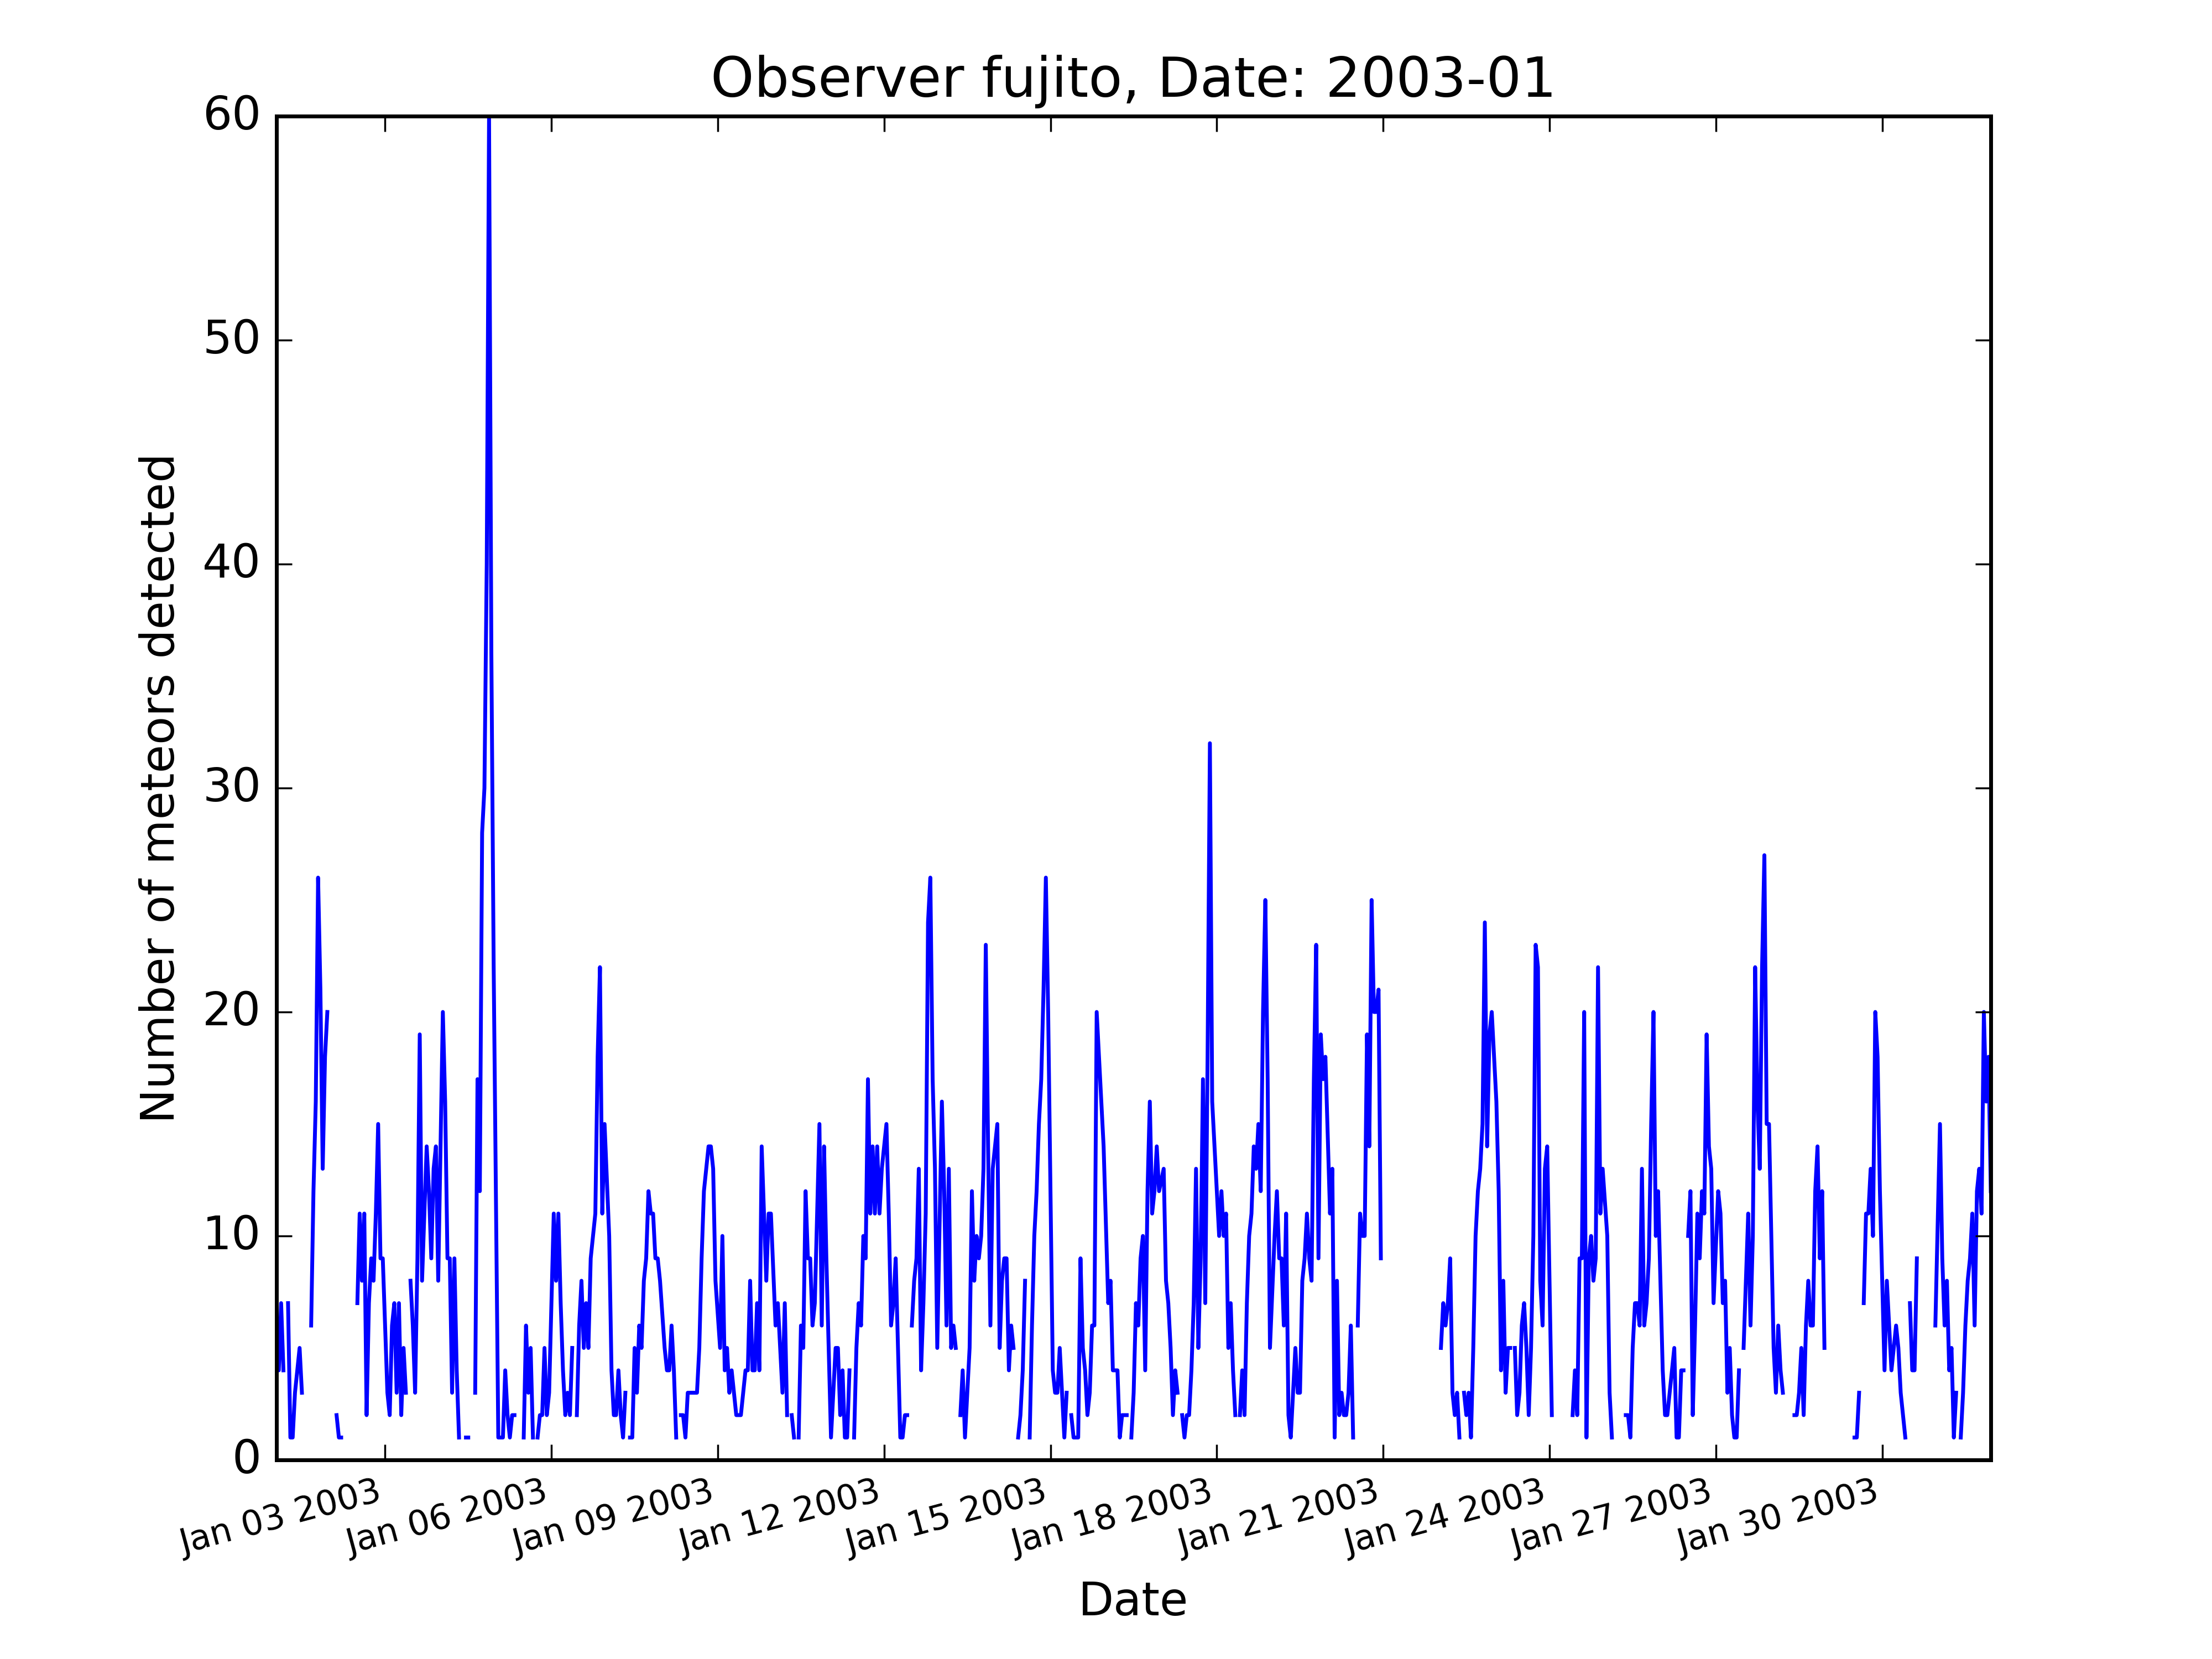 Observer fujito, Date: 2003-01
Number of meteors detected
60
50
40
30
20
10
0
Jan 03 2003
Jan 06 2003
Jan 09 2003
Jan 12 2003
Jan 15 2003
Jan 18 2003
Jan 21 2003
Jan 24 2003
Jan 27 2003
Jan 30 2003
Date